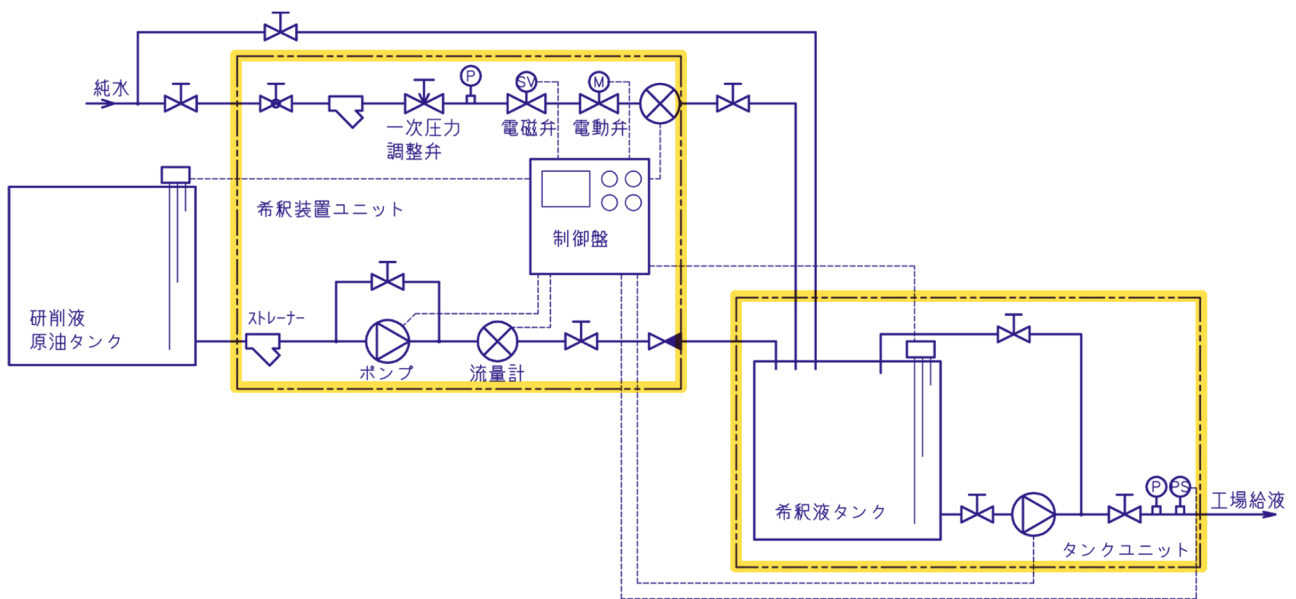 純水
P
SV
M
一次圧力
調整弁
電磁弁
電動弁
希釈装置ユニット
制御盤
研削液
原油タンク
ストレーナー
ポンプ
流量計
希釈液タンク
P
PS
工場給液
タンクユニット